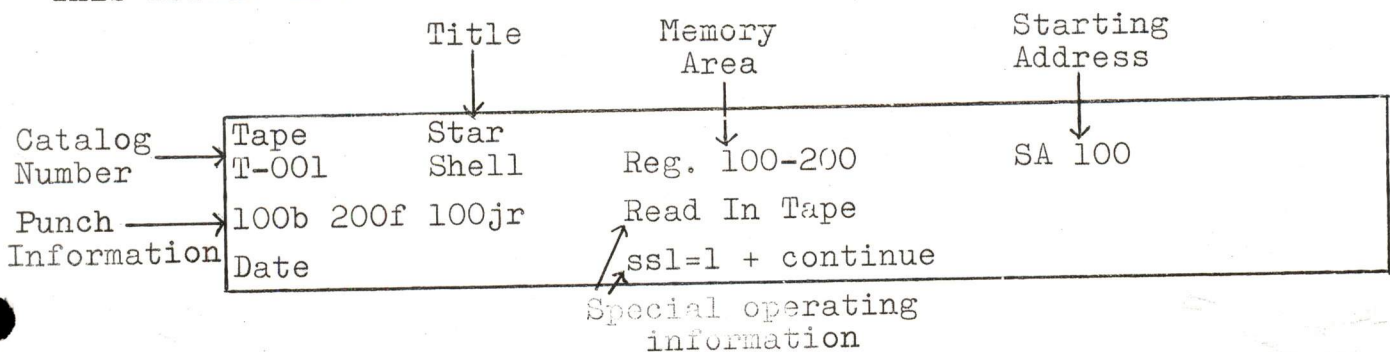 Title Memory Area Starting Address
Catalog Number
Tape Star
T-001 Shell Reg. 100-200 SA 100
Punch Information
100b 200f 100jr Read In Tape
Date ssl=1 + continue
Special operating
information